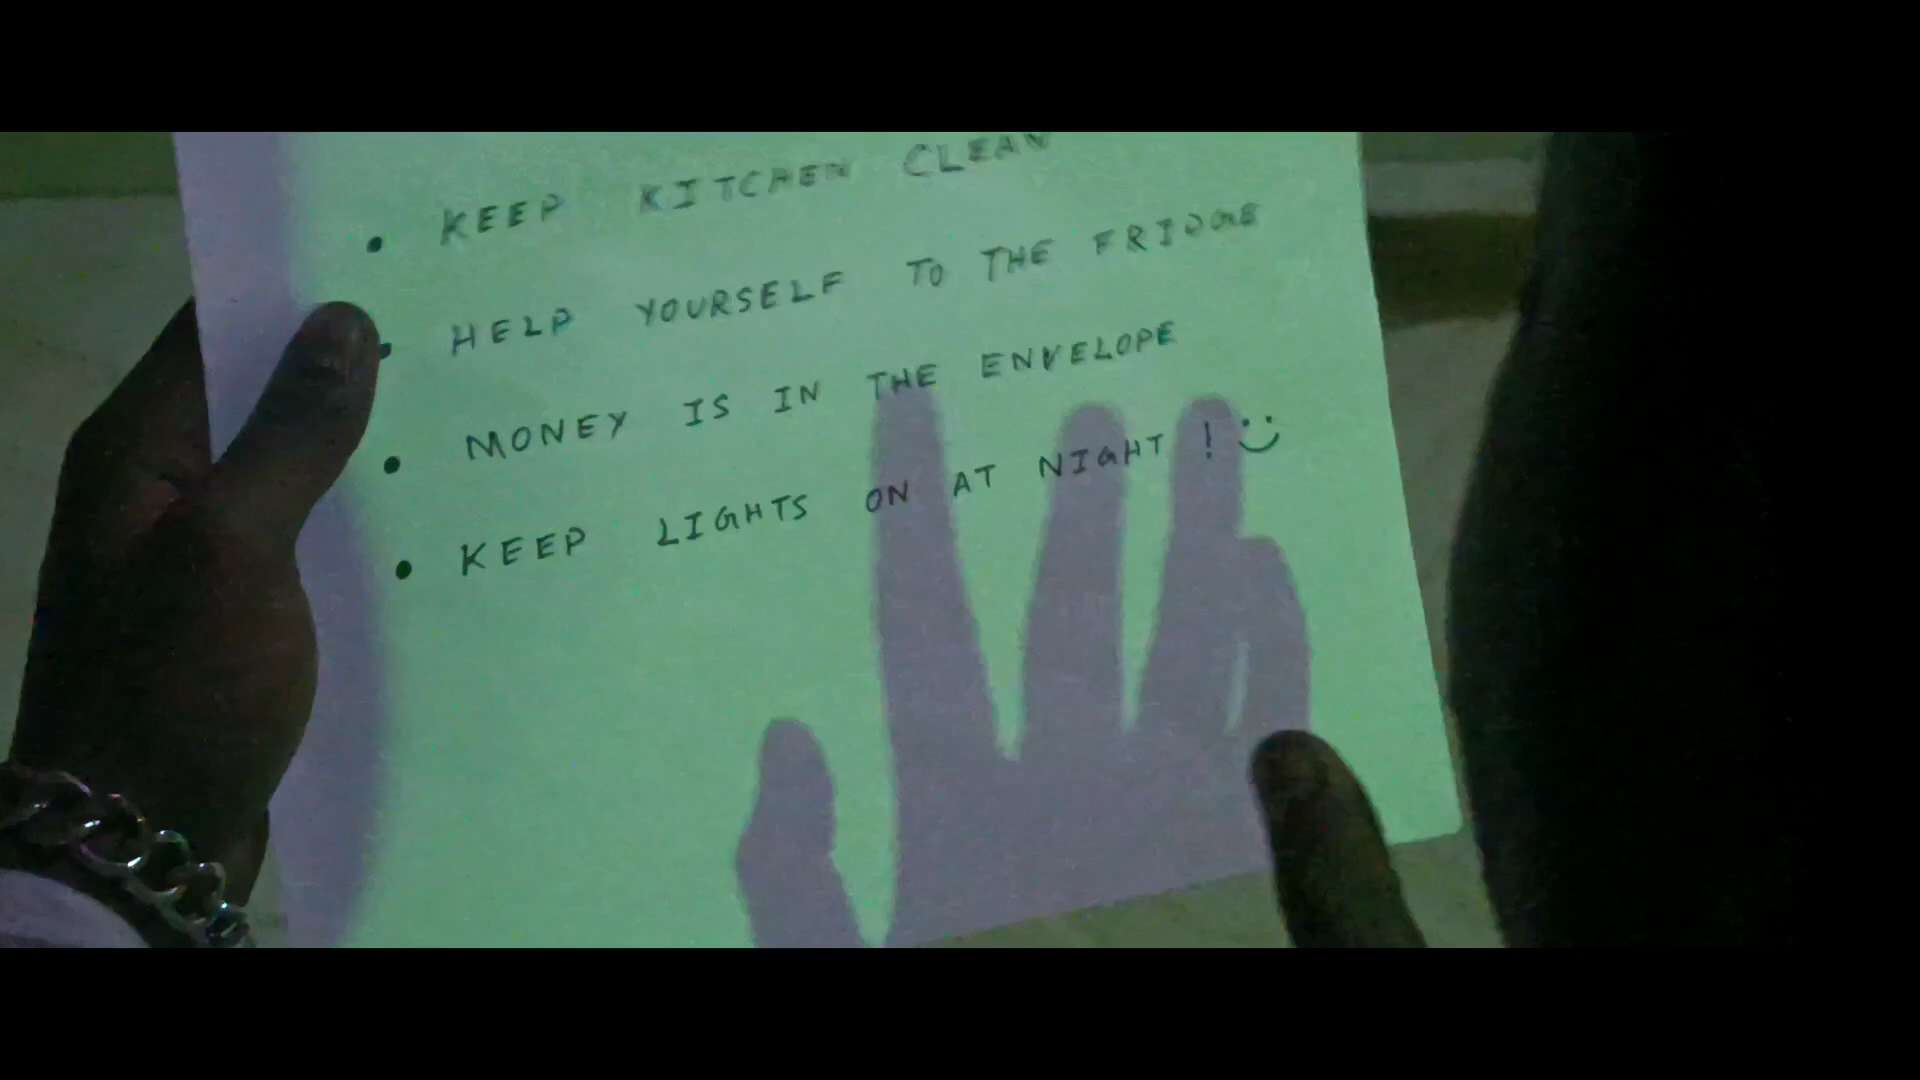 • KEEP KITCHEN CLEAN
• HELP YOURSELF TO THE FRIDGE
• MONEY IS IN THE ENVELOPE
• KEEP LIGHTS ON AT NIGHT ! :)